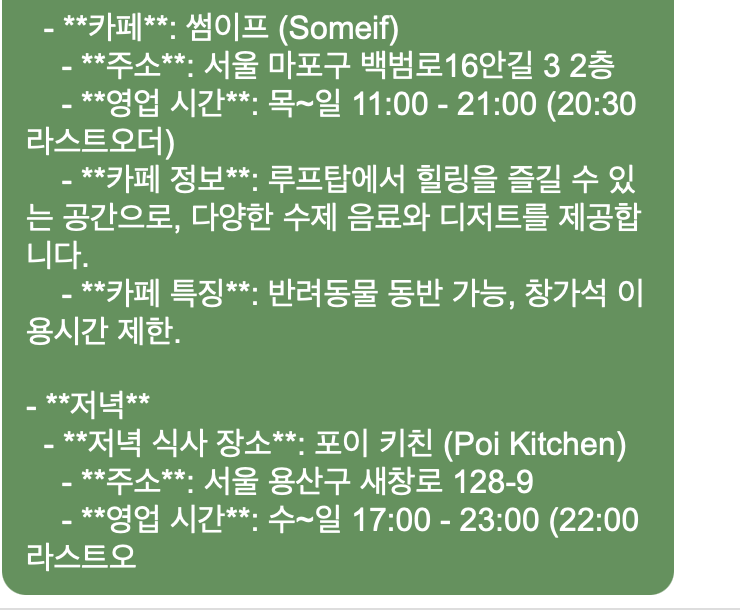 - **카페**: 썸이프 (Someif)
- **주소**: 서울 마포구 백범로16안길 3 2층
- **영업 시간**: 목~일 11:00 - 21:00 (20:30
라스트오더)
- **카페 정보**: 루프탑에서 힐링을 즐길 수 있
는 공간으로, 다양한 수제 음료와 디저트를 제공합
니다.
- **카페 특징**: 반려동물 동반 가능, 창가석 이
용시간 제한.
- **저녁**
- **저녁 식사 장소**: 포이 키친 (Poi Kitchen)
- **주소**: 서울 용산구 새창로 128-9
- **영업 시간**: 수~일 17:00 - 23:00 (22:00
라스트오